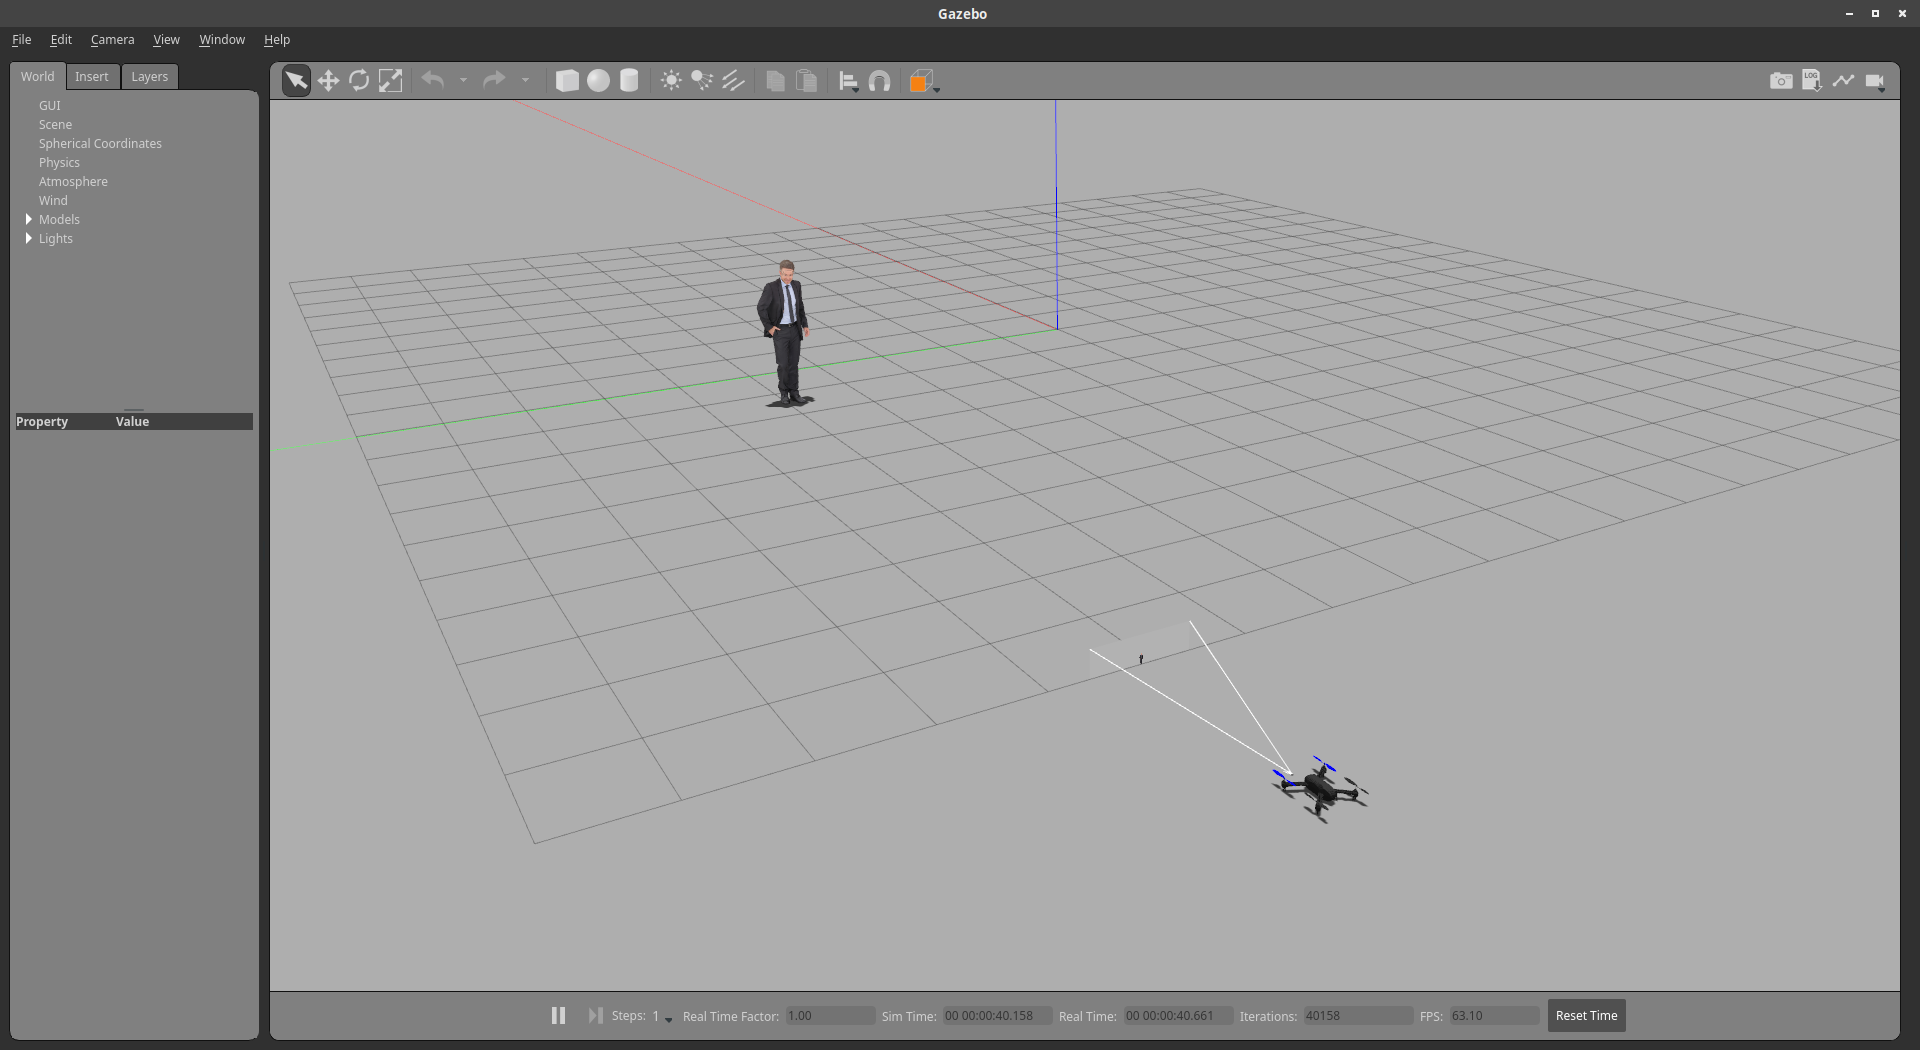 Gazebo
File Edit Camera View Window Help
World Insert Layers
LOG
GUI
Scene
Spherical Coordinates
Physics
Atmosphere
Wind
Models
Lights
Property Value
Steps: 1 Real Time Factor: 1.00 Sim Time: 00 00:00:40.158 Real Time: 00 00:00:40.661 Iterations: 40158 FPS: 63.10 Reset Time